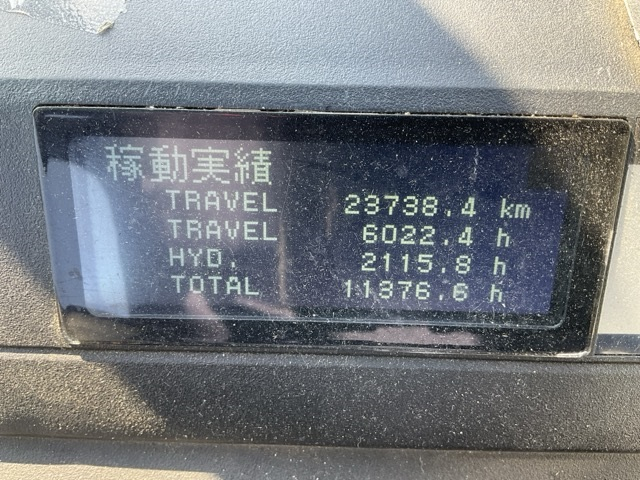 稼動実績
TRAVEL 23738.4 km
TRAVEL 6022.4 h
HYD. 2115.8 h
TOTAL 11376.6 h